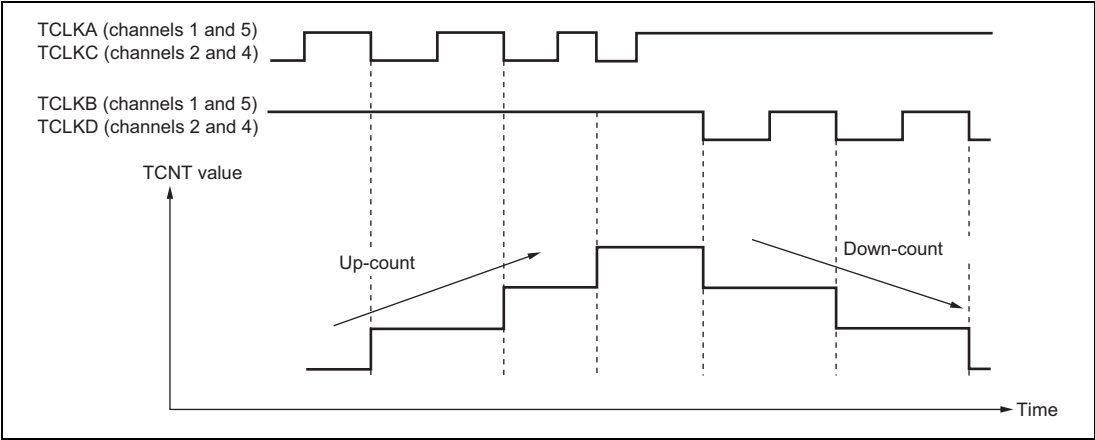 TCLKA (channels 1 and 5)
TCLKC (channels 2 and 4)
TCLKB (channels 1 and 5)
TCLKD (channels 2 and 4)
TCNT value
Up-count
Down-count
Time